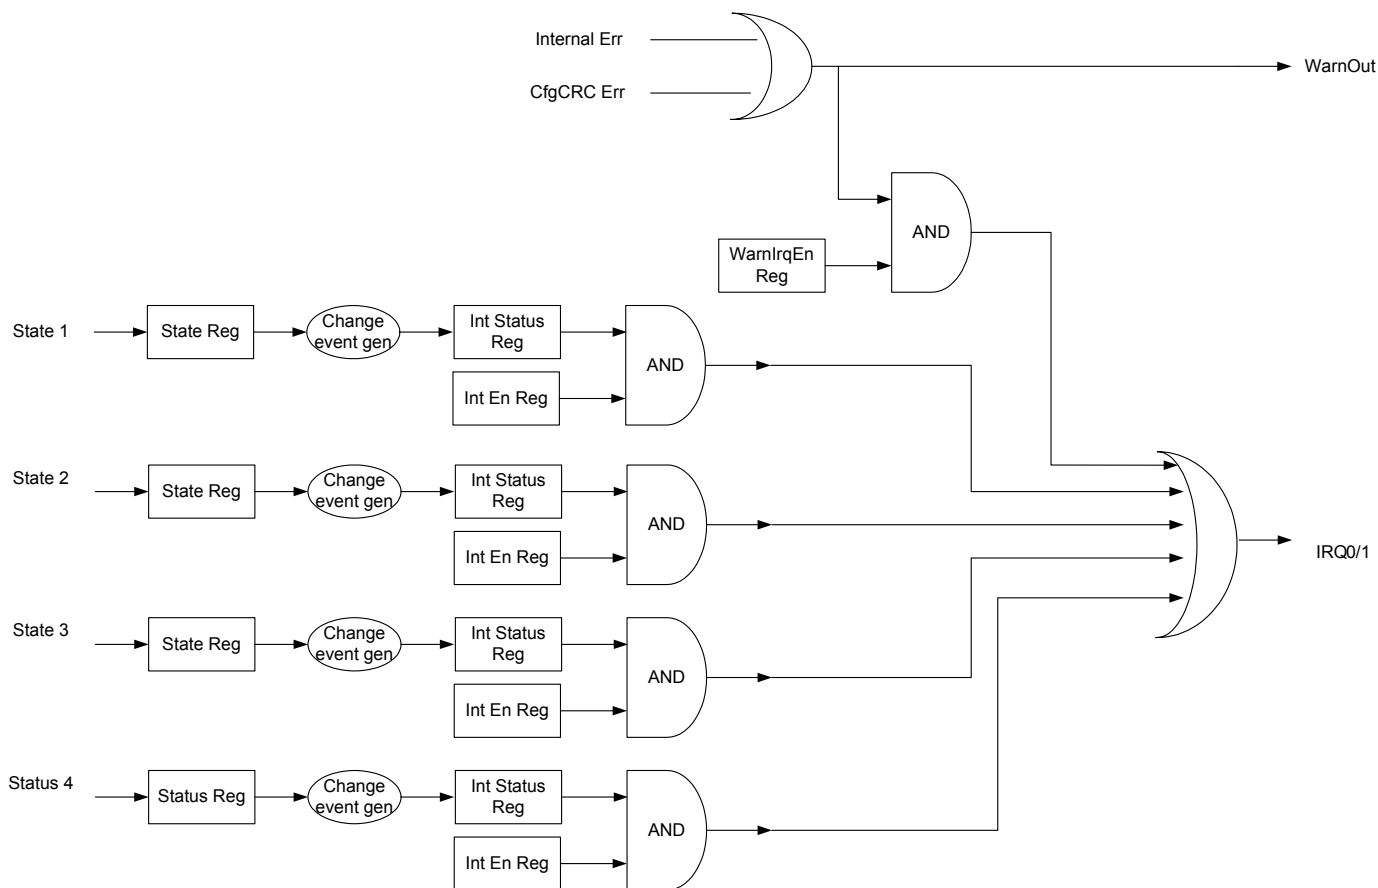 Internal Err
WarnOut
CfgCRC Err
AND
WarnIrqEn
Reg
State 1
State Reg
Change
event gen
Int Status
Reg
AND
Int En Reg
State 2
State Reg
Change
event gen
Int Status
Reg
AND
Int En Reg
IRQ0/1
State 3
State Reg
Change
event gen
Int Status
Reg
AND
Int En Reg
Status 4
Status Reg
Change
event gen
Int Status
Reg
AND
Int En Reg